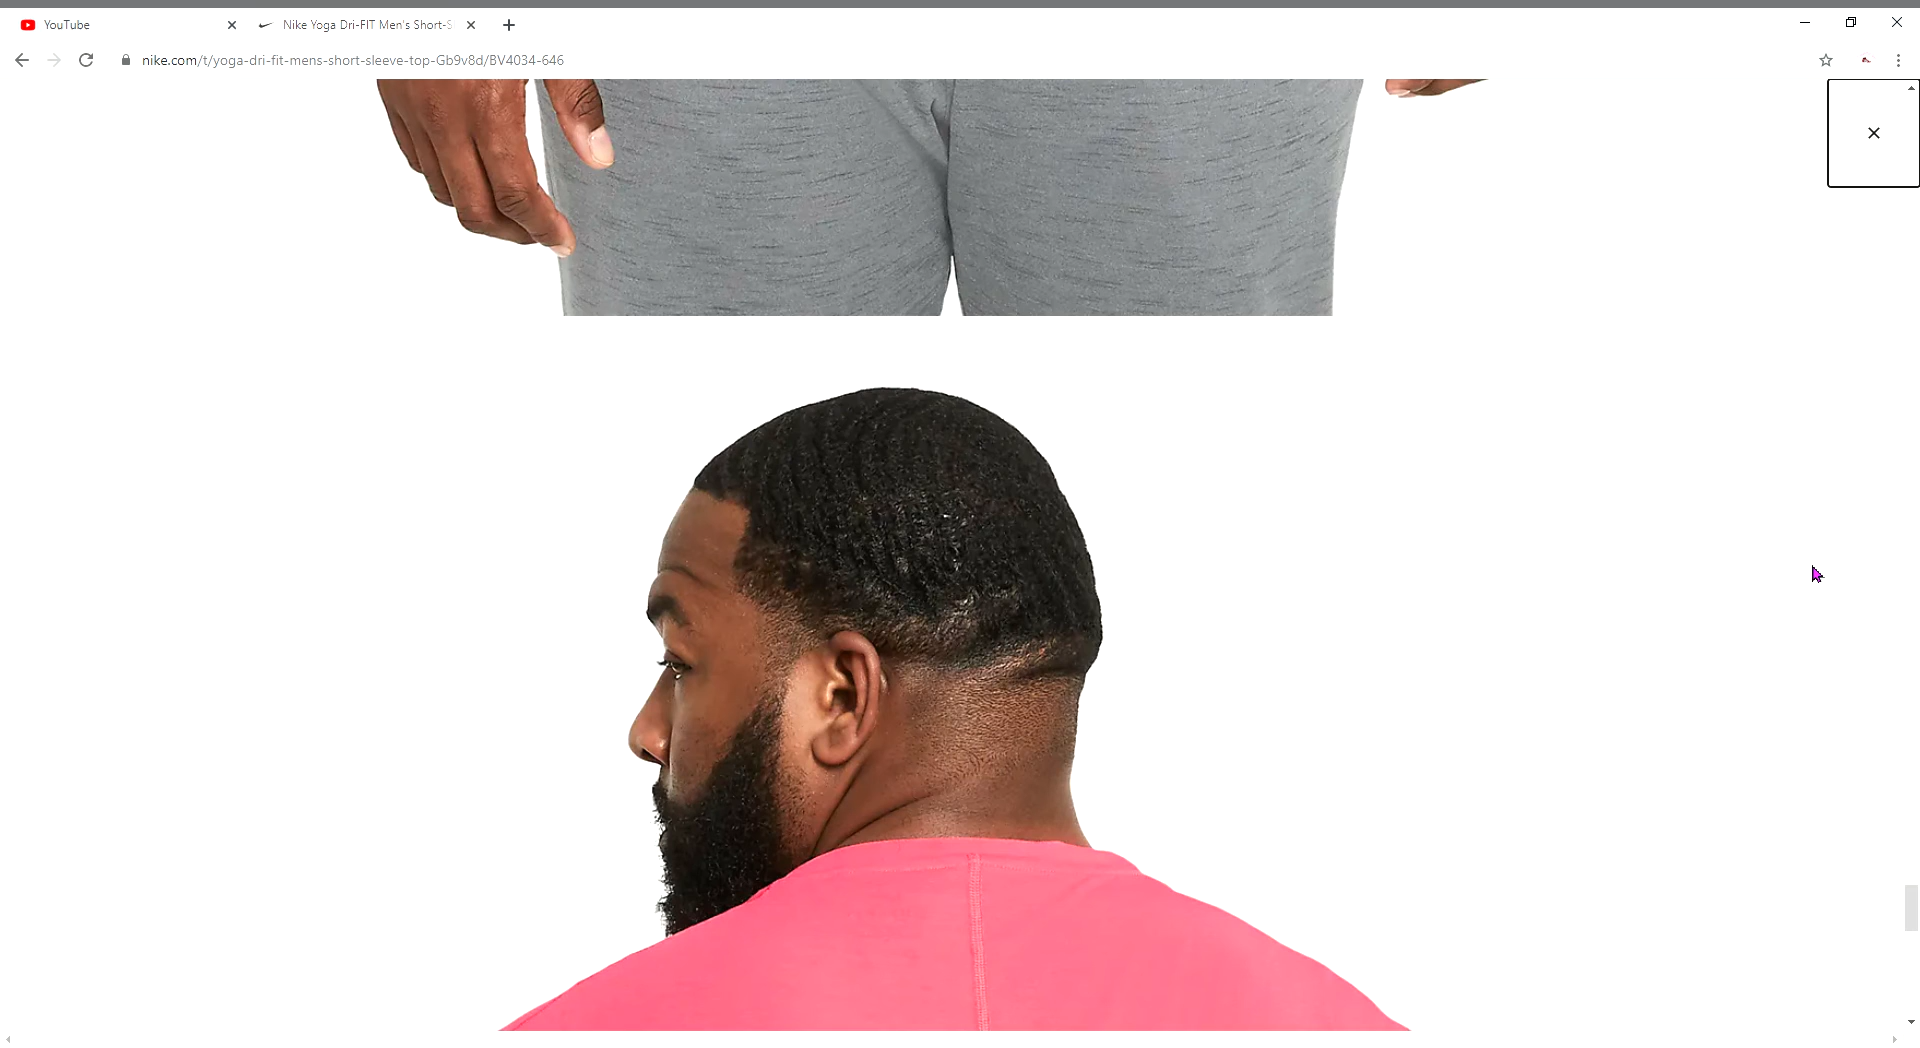 YouTube
Nike Yoga Dri-FIT Men's Short-S
nike.com/t/yoga-dri-fit-mens-short-sleeve-top-Gb9v8d/BV4034-646